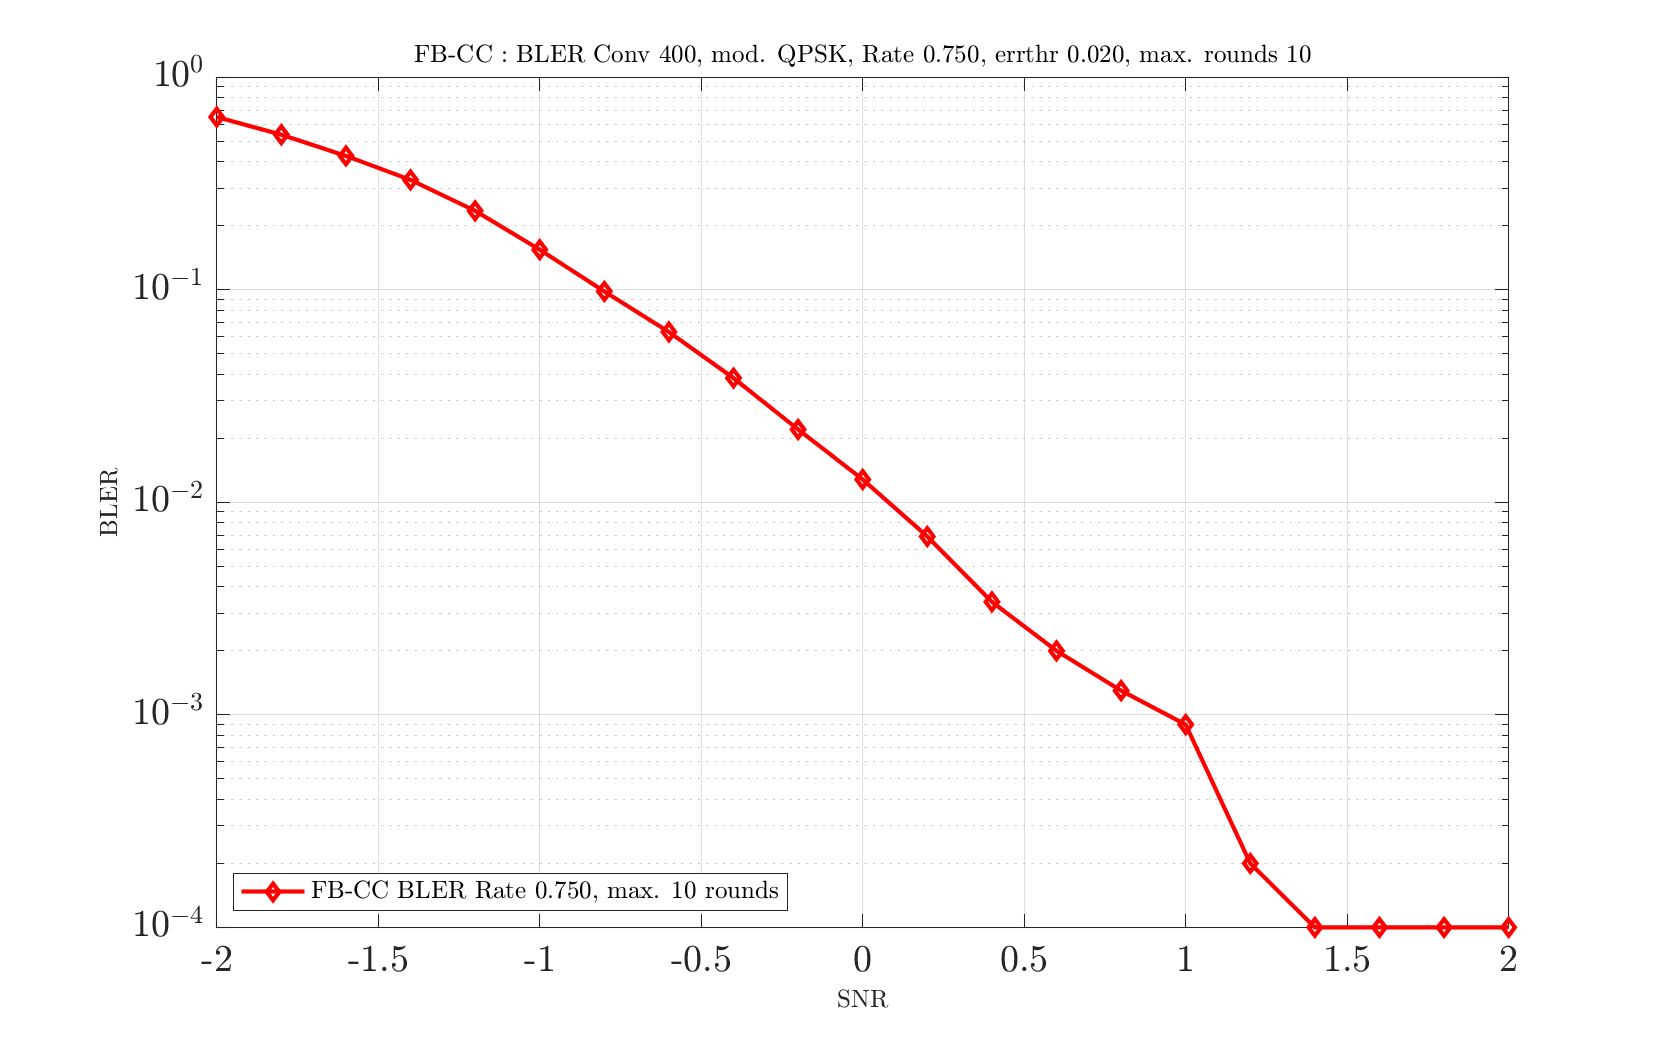 FB-CC : BLER Conv 400, mod. QPSK, Rate 0.750, errthr 0.020, max. rounds 10
10^0
10^−1
10^−2
10^−3
10^−4
BLER
FB-CC BLER Rate 0.750, max. 10 rounds
-2 -1.5 -1 -0.5 0 0.5 1 1.5 2
SNR